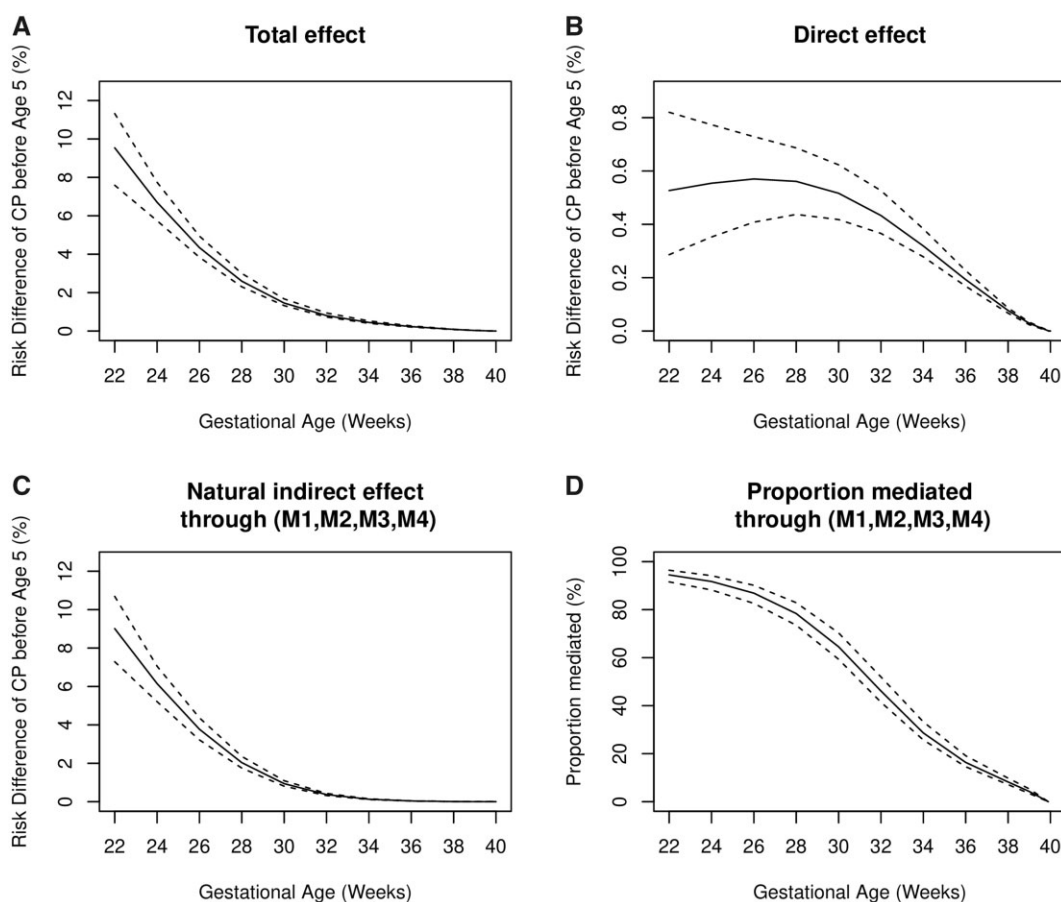 A
Total effect
Risk Difference of CP before Age 5 (%)
12
10
8
6
4
2
0
22 24 26 28 30 32 34 36 38 40
Gestational Age (Weeks)
B
Direct effect
Risk Difference of CP before Age 5 (%)
0.8
0.6
0.4
0.2
0.0
22 24 26 28 30 32 34 36 38 40
Gestational Age (Weeks)
C
Natural indirect effect
through (M1,M2,M3,M4)
Risk Difference of CP before Age 5 (%)
12
10
8
6
4
2
0
22 24 26 28 30 32 34 36 38 40
Gestational Age (Weeks)
D
Proportion mediated
through (M1,M2,M3,M4)
Proportion mediated (%)
100
80
60
40
20
0
22 24 26 28 30 32 34 36 38 40
Gestational Age (Weeks)